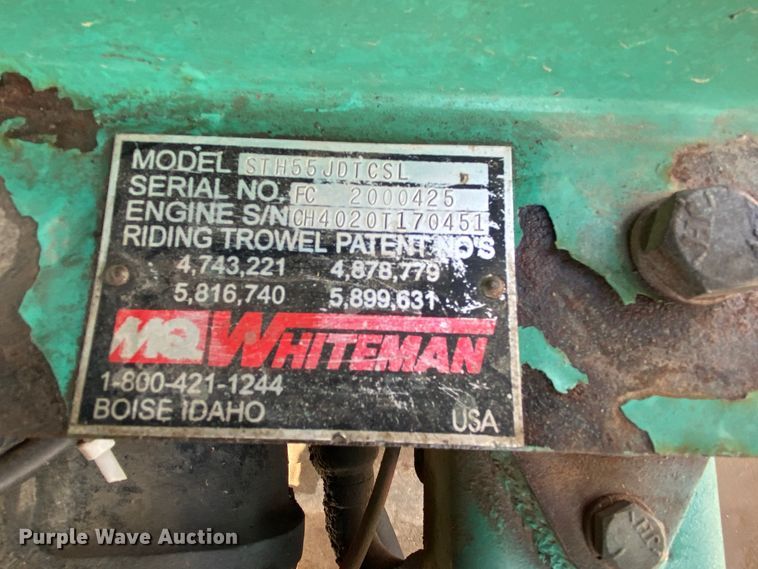 MODEL STH55JDTCSL
SERIAL NO. FC 2000425
ENGINE S/N CH4020T170451
RIDING TROWEL PATENT NO'S
4,743,221 4,878,779
5,816,740 5,899,631
MQ WHITEMAN
1-800-421-1244
BOISE IDAHO USA
Purple Wave Auction